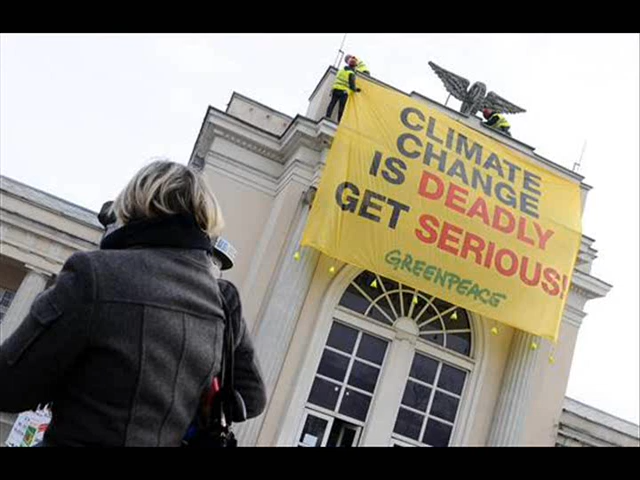 CLIMATE
CHANGE
IS DEADLY
GET SERIOUS!
GREENPEACE